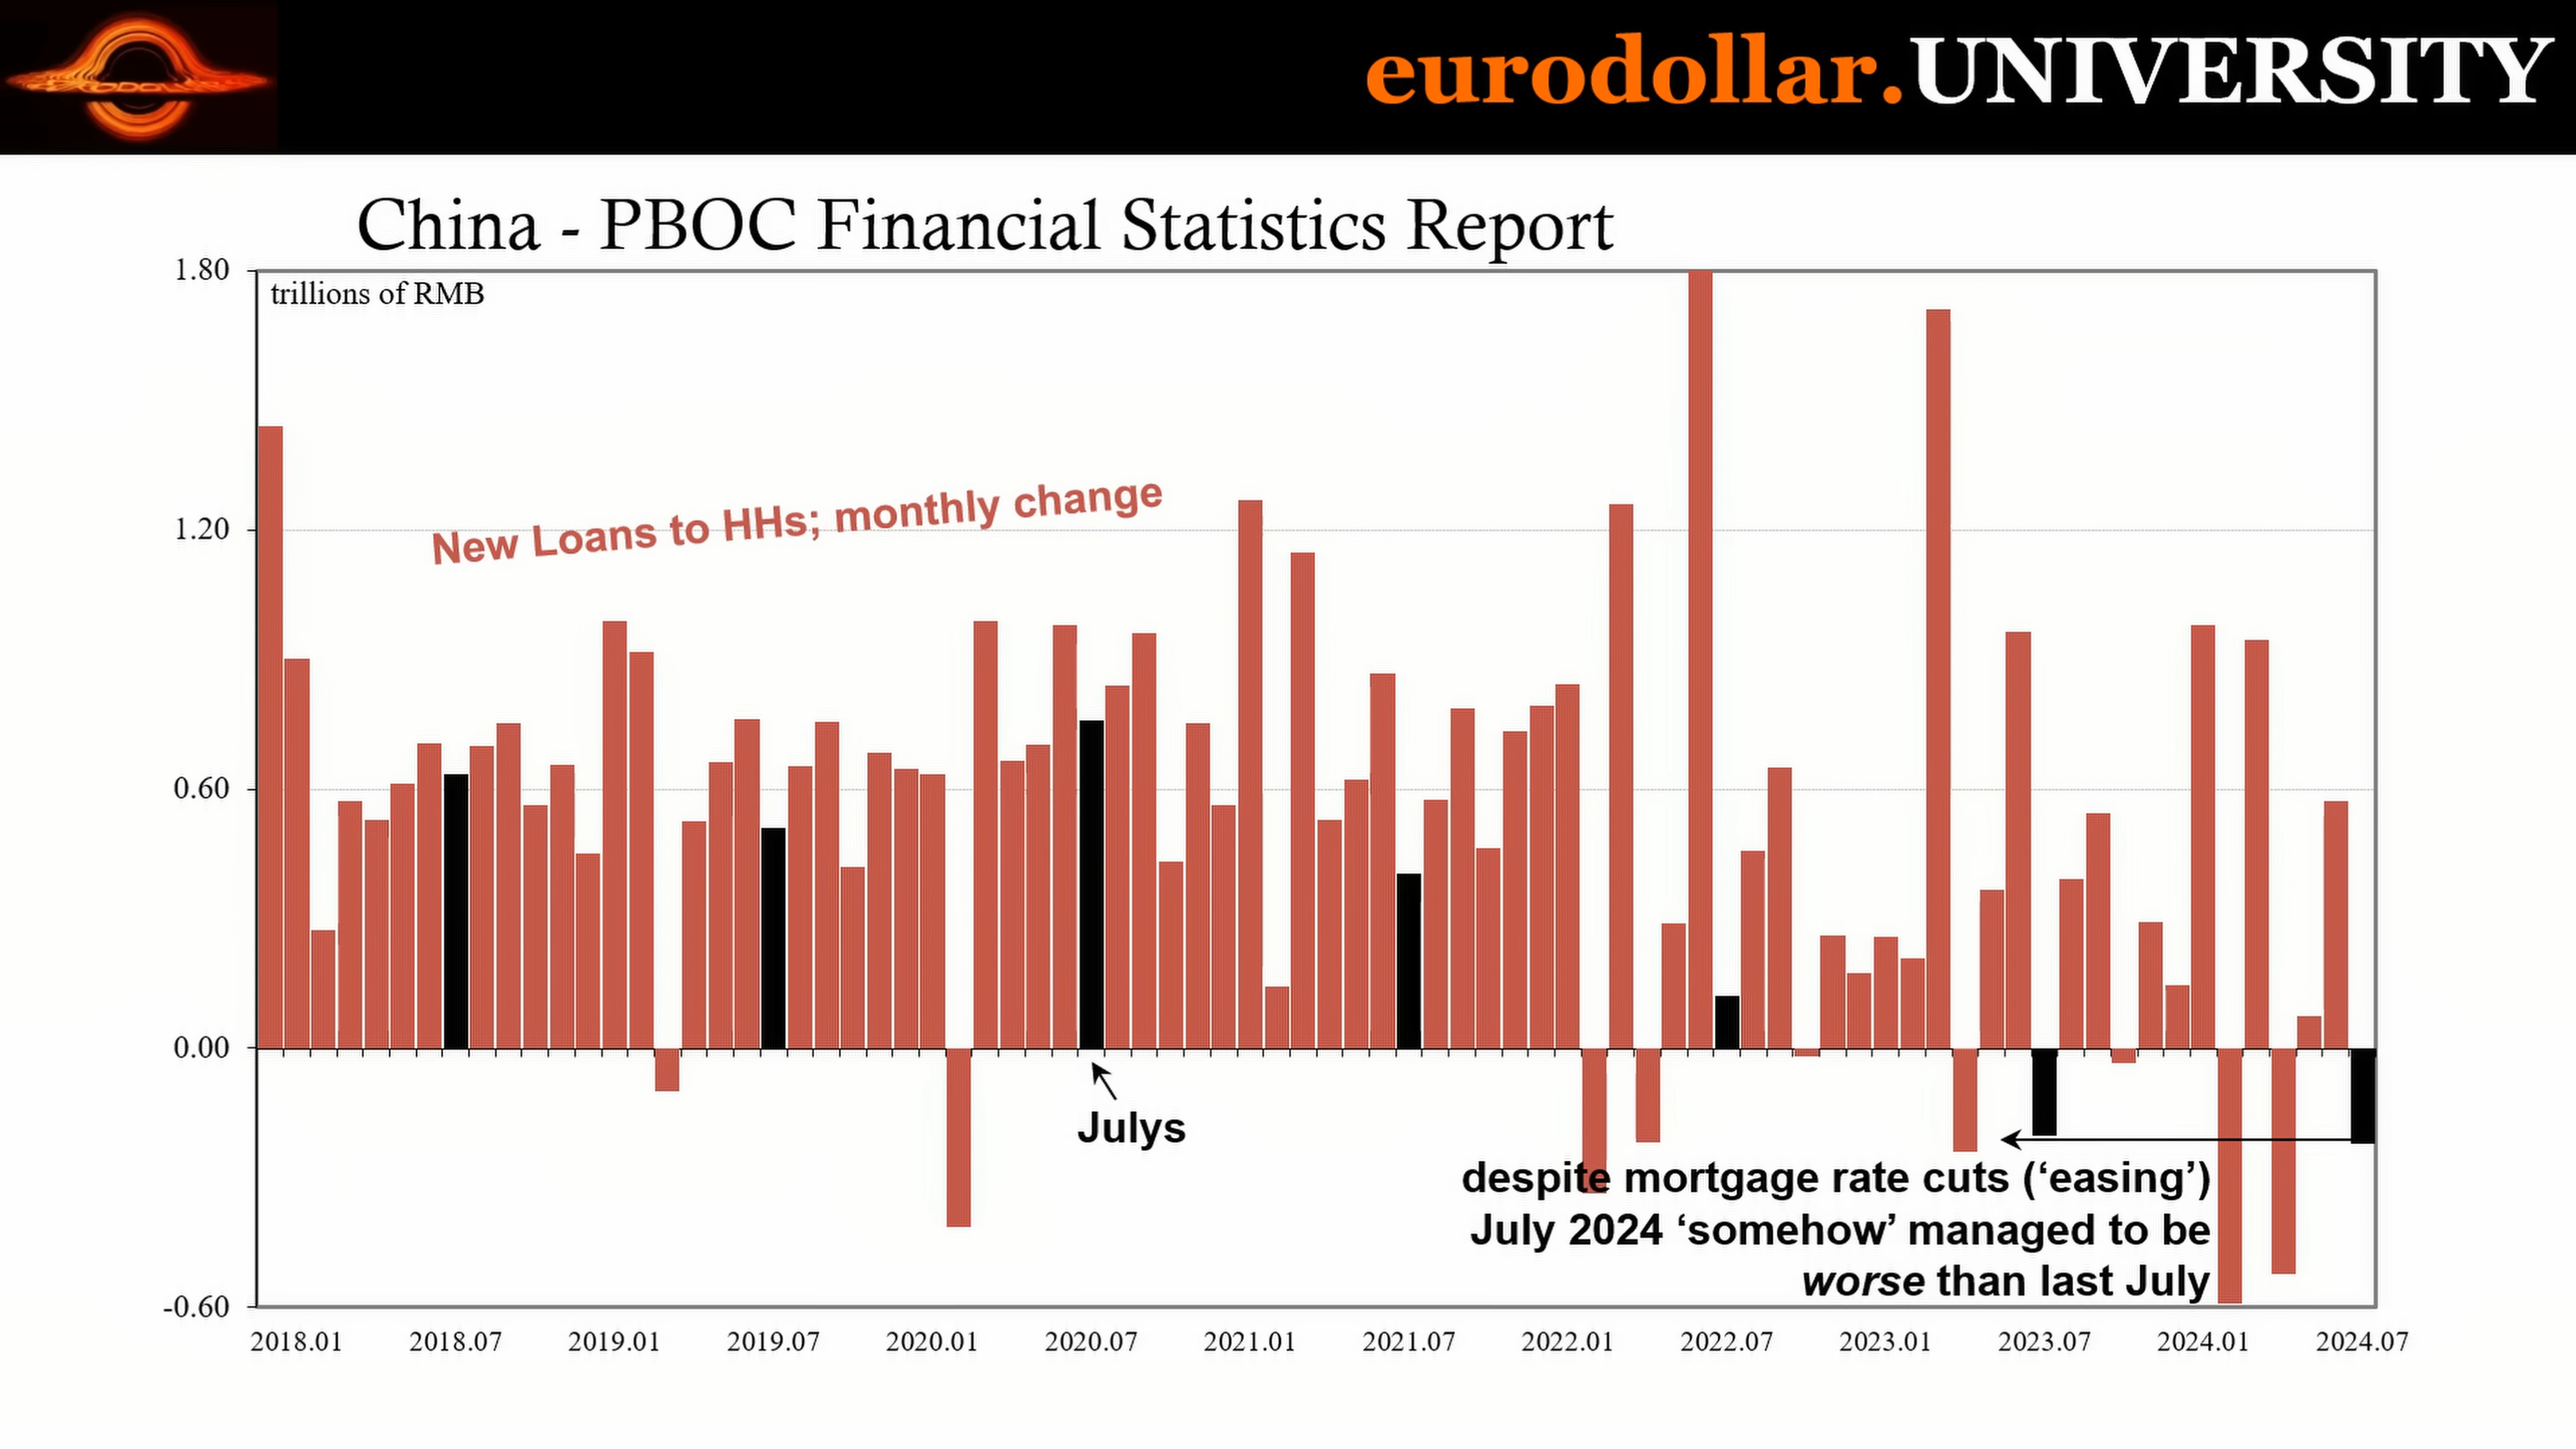 eurodollar.UNIVERSITY
China - PBOC Financial Statistics Report
1.80
trillions of RMB
New Loans to HHs; monthly change
1.20
0.60
0.00
Julys
despite mortgage rate cuts (‘easing’)
July 2024 ‘somehow’ managed to be
worse than last July
-0.60
2018.01 2018.07 2019.01 2019.07 2020.01 2020.07 2021.01 2021.07 2022.01 2022.07 2023.01 2023.07 2024.01 2024.07